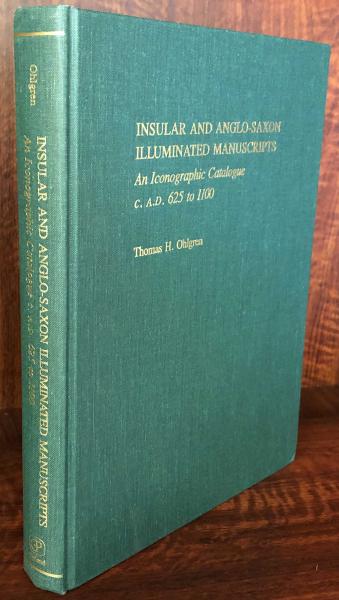 INSULAR AND ANGLO-SAXON
ILLUMINATED MANUSCRIPTS
An Iconographic Catalogue
C. A.D. 625 to 1100
Thomas H. Ohlgren
Ohlgren
INSULAR AND ANGLO-SAXON ILLUMINATED MANUSCRIPTS
An Iconographic Catalogue C. A.D. 625 to 1100